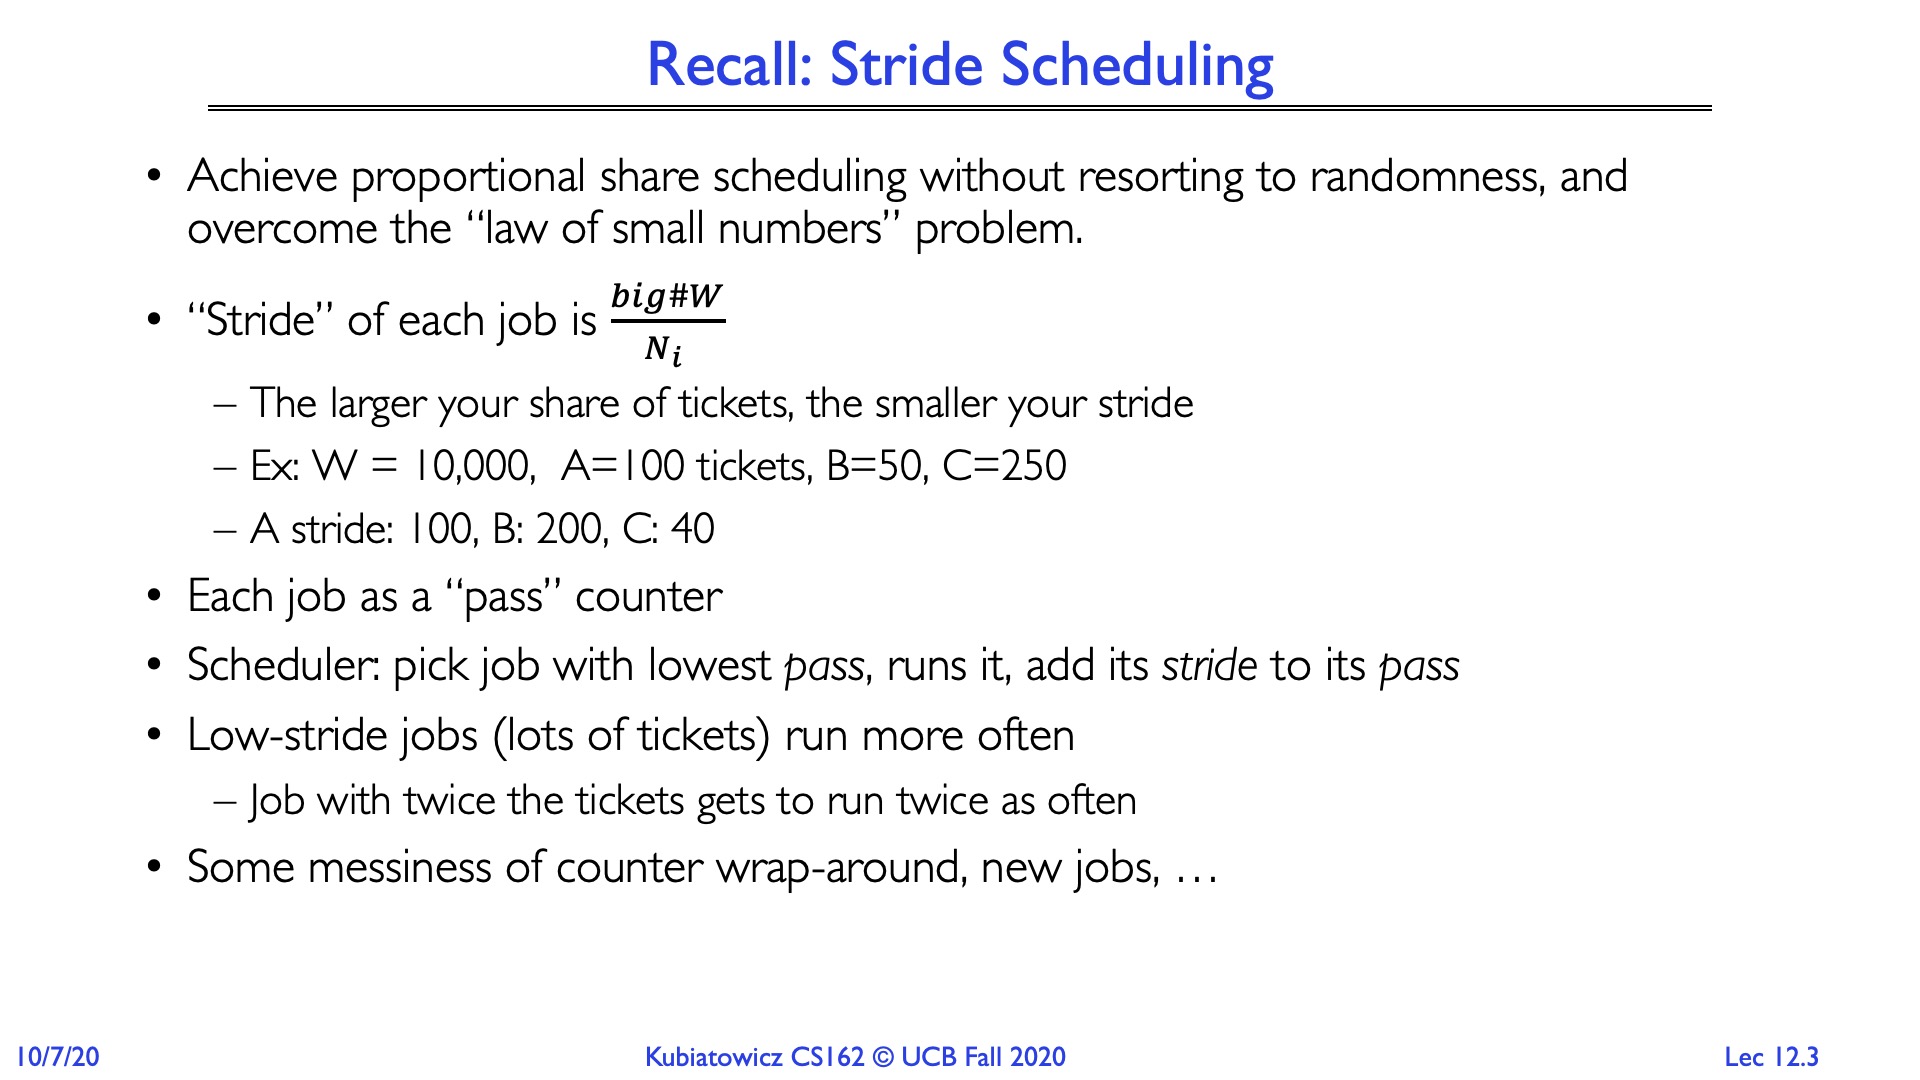 Recall: Stride Scheduling
• Achieve proportional share scheduling without resorting to randomness, and
overcome the “law of small numbers” problem.
• “Stride” of each job is big#W / N_i
– The larger your share of tickets, the smaller your stride
– Ex: W = 10,000, A=100 tickets, B=50, C=250
– A stride: 100, B: 200, C: 40
• Each job as a “pass” counter
• Scheduler: pick job with lowest pass, runs it, add its stride to its pass
• Low-stride jobs (lots of tickets) run more often
– Job with twice the tickets gets to run twice as often
• Some messiness of counter wrap-around, new jobs, …
10/7/20
Kubiatowicz CS162 © UCB Fall 2020
Lec 12.3